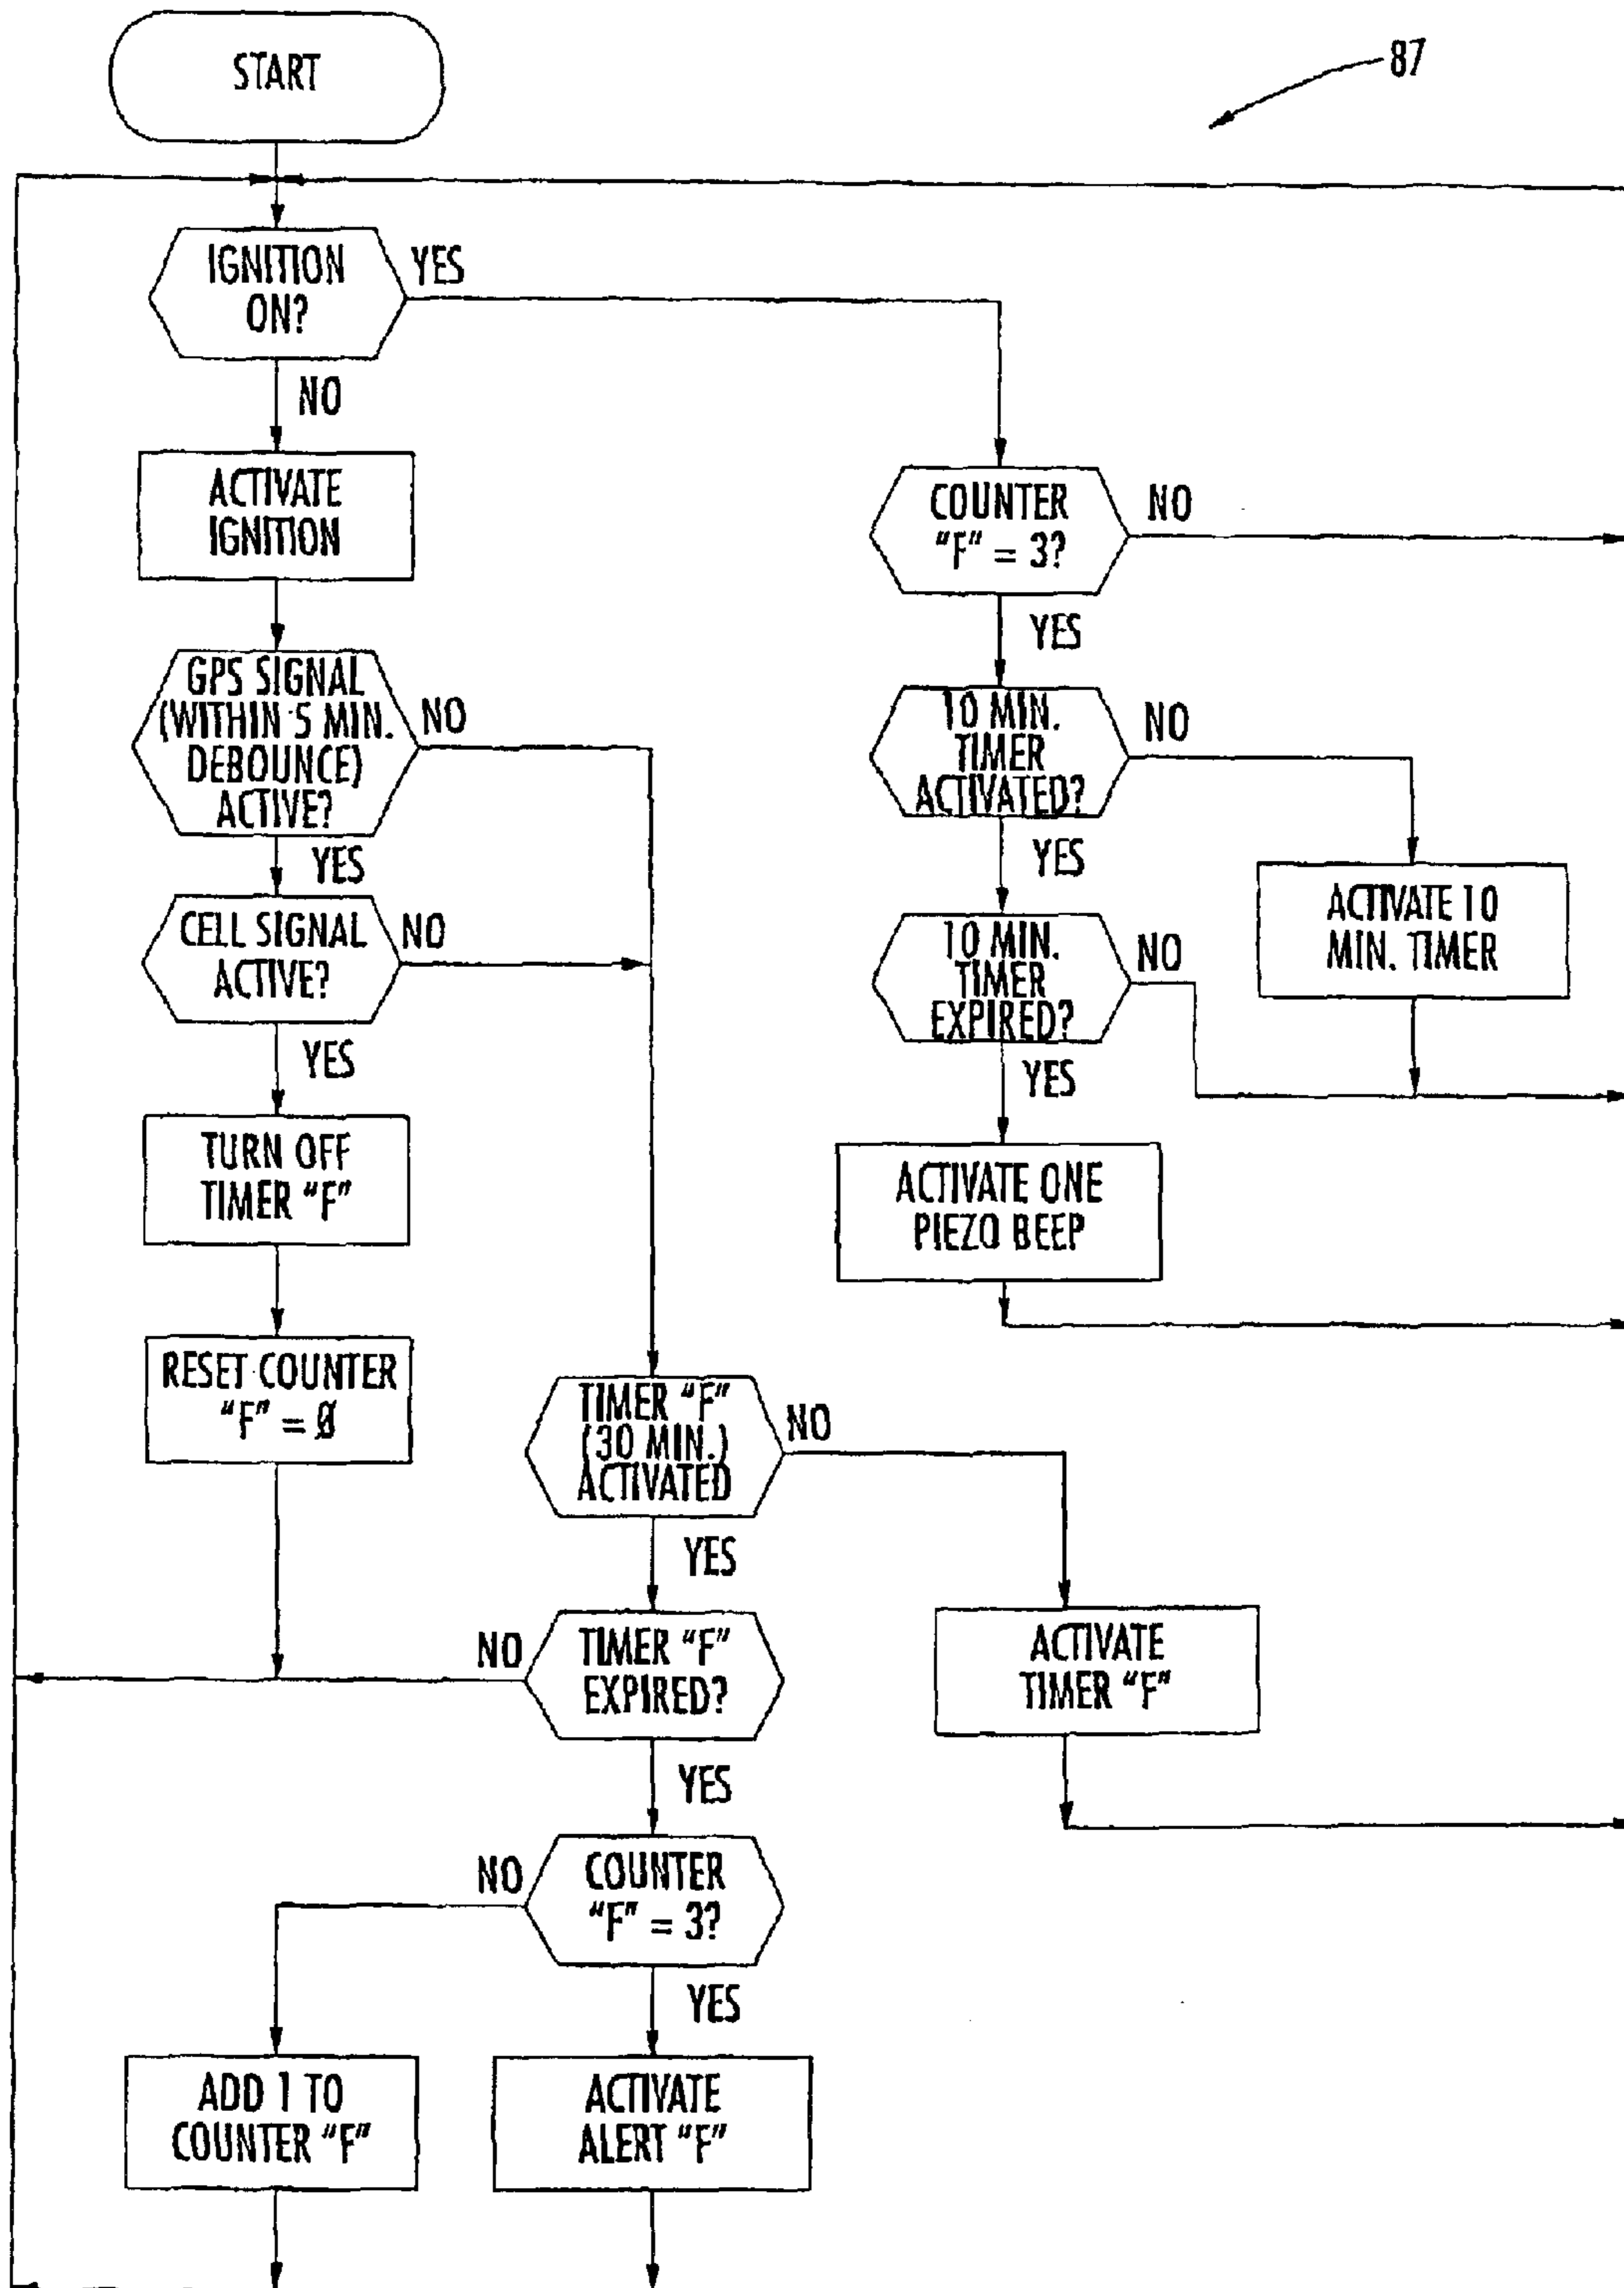 START
87
IGNITION
ON?
YES
NO
ACTIVATE
IGNITION
COUNTER
"F" = 3?
NO
YES
GPS SIGNAL
(WITHIN 5 MIN.
DEBOUNCE)
ACTIVE?
NO
YES
10 MIN.
TIMER
ACTIVATED?
NO
YES
ACTIVATE 10
MIN. TIMER
CELL SIGNAL
ACTIVE?
NO
YES
10 MIN.
TIMER
EXPIRED?
NO
YES
TURN OFF
TIMER "F"
ACTIVATE ONE
PIEZO BEEP
RESET COUNTER
"F" = Ø
TIMER "F"
(30 MIN.)
ACTIVATED
NO
YES
TIMER "F"
EXPIRED?
NO
YES
ACTIVATE
TIMER "F"
COUNTER
"F" = 3?
NO
YES
ADD 1 TO
COUNTER "F"
ACTIVATE
ALERT "F"